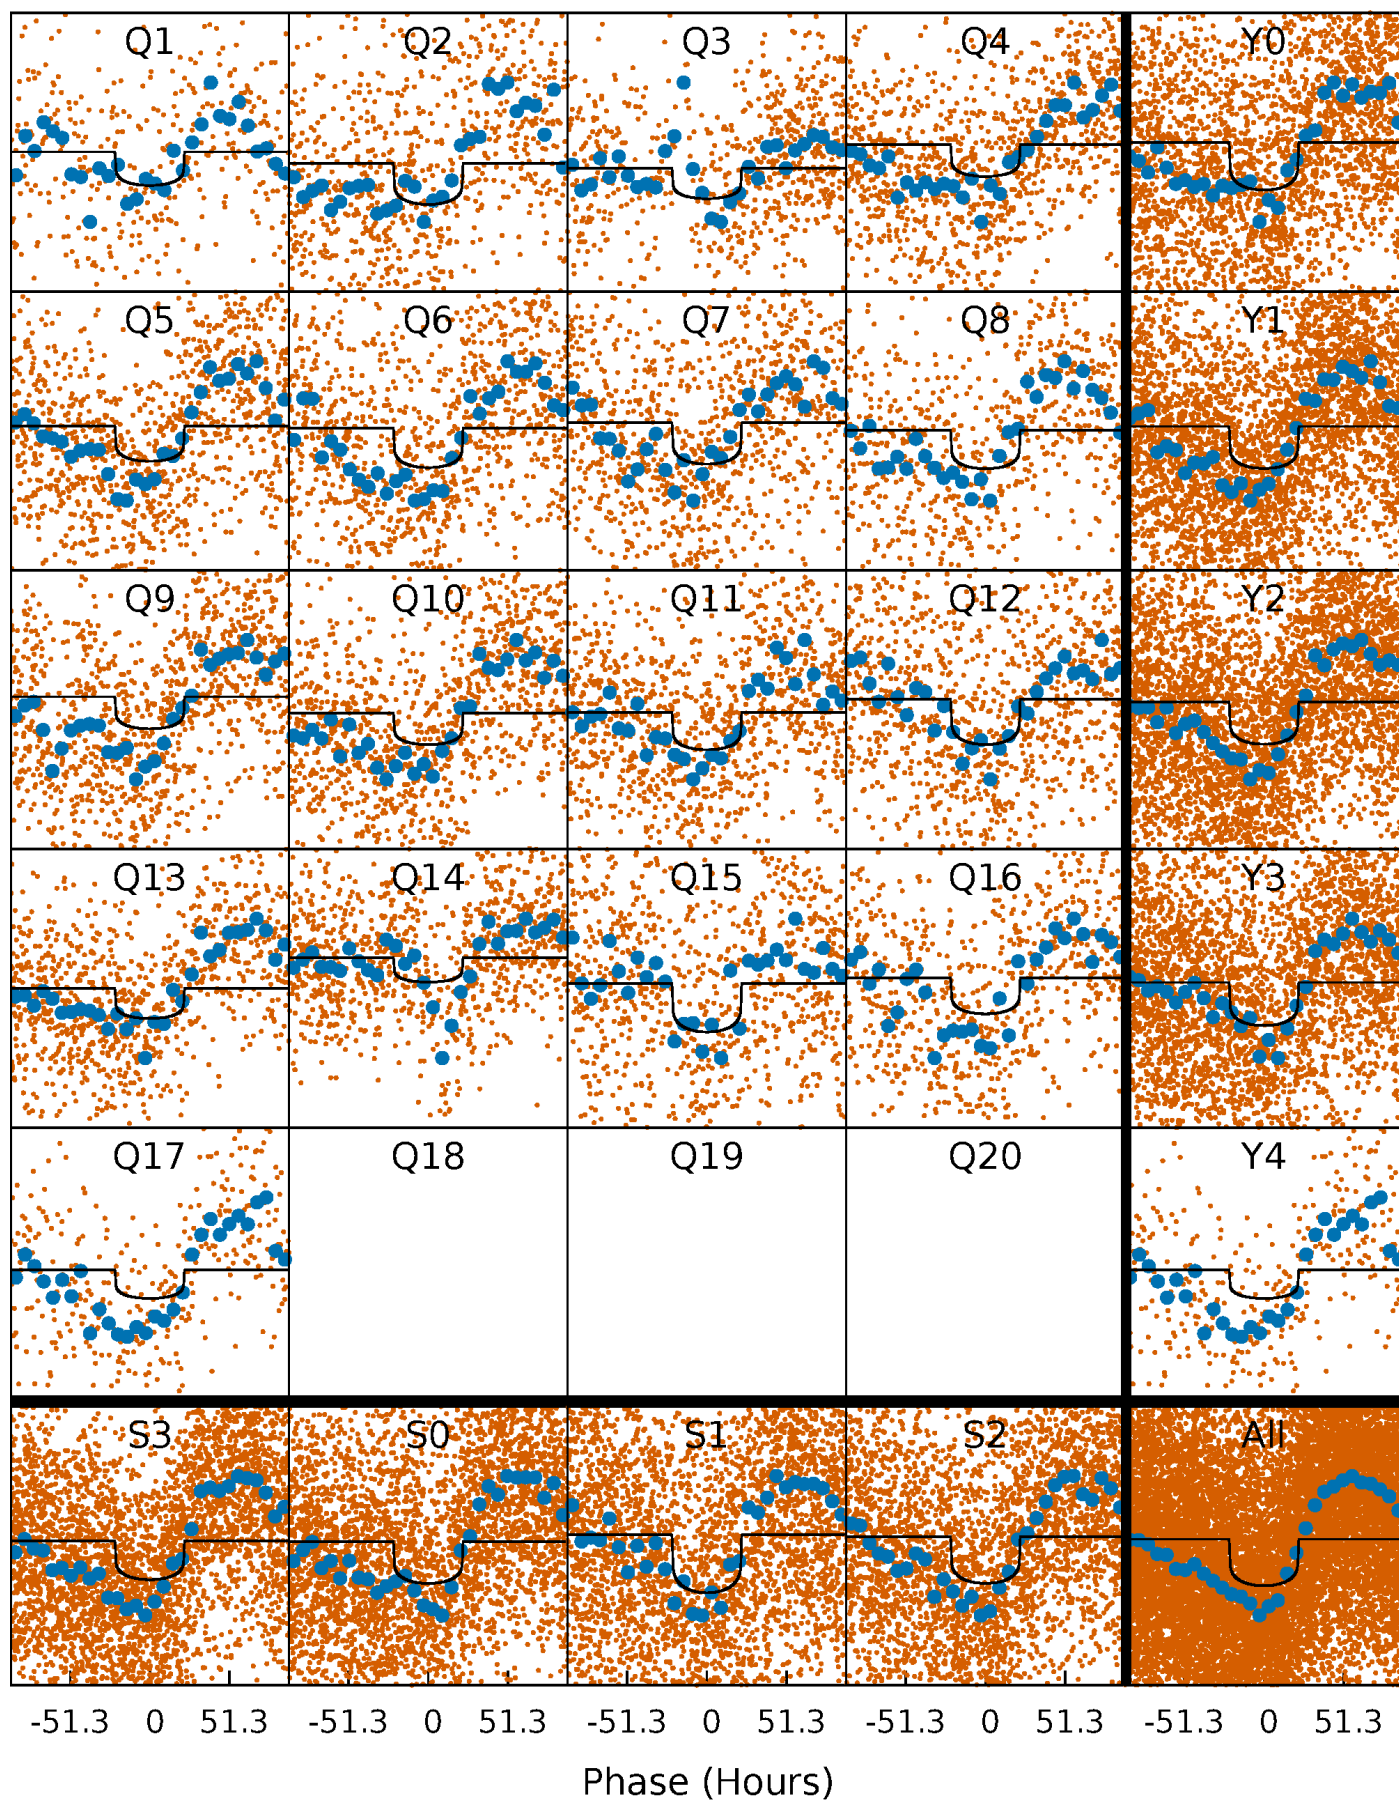 Q1 Q2 Q3 Q4 Y0
Q5 Q6 Q7 Q8 Y1
Q9 Q10 Q11 Q12 Y2
Q13 Q14 Q15 Q16 Y3
Q17 Q18 Q19 Q20 Y4
S3 S0 S1 S2 All
-51.3 0 51.3 -51.3 0 51.3 -51.3 0 51.3 -51.3 0 51.3 -51.3 0 51.3
Phase (Hours)